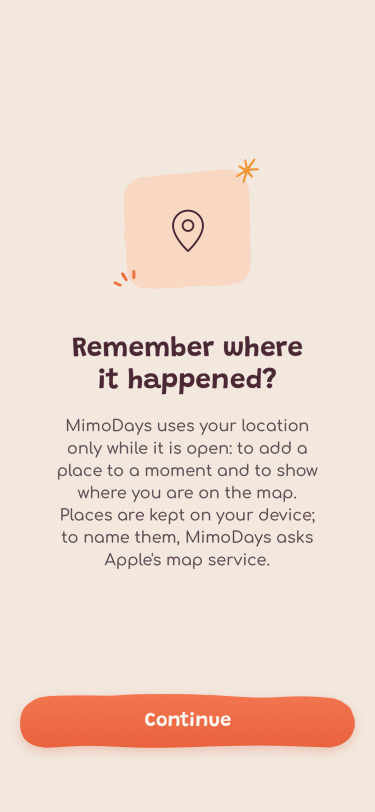 Remember where
it happened?
MimoDays uses your location
only while it is open: to add a
place to a moment and to show
where you are on the map.
Places are kept on your device;
to name them, MimoDays asks
Apple's map service.
Continue